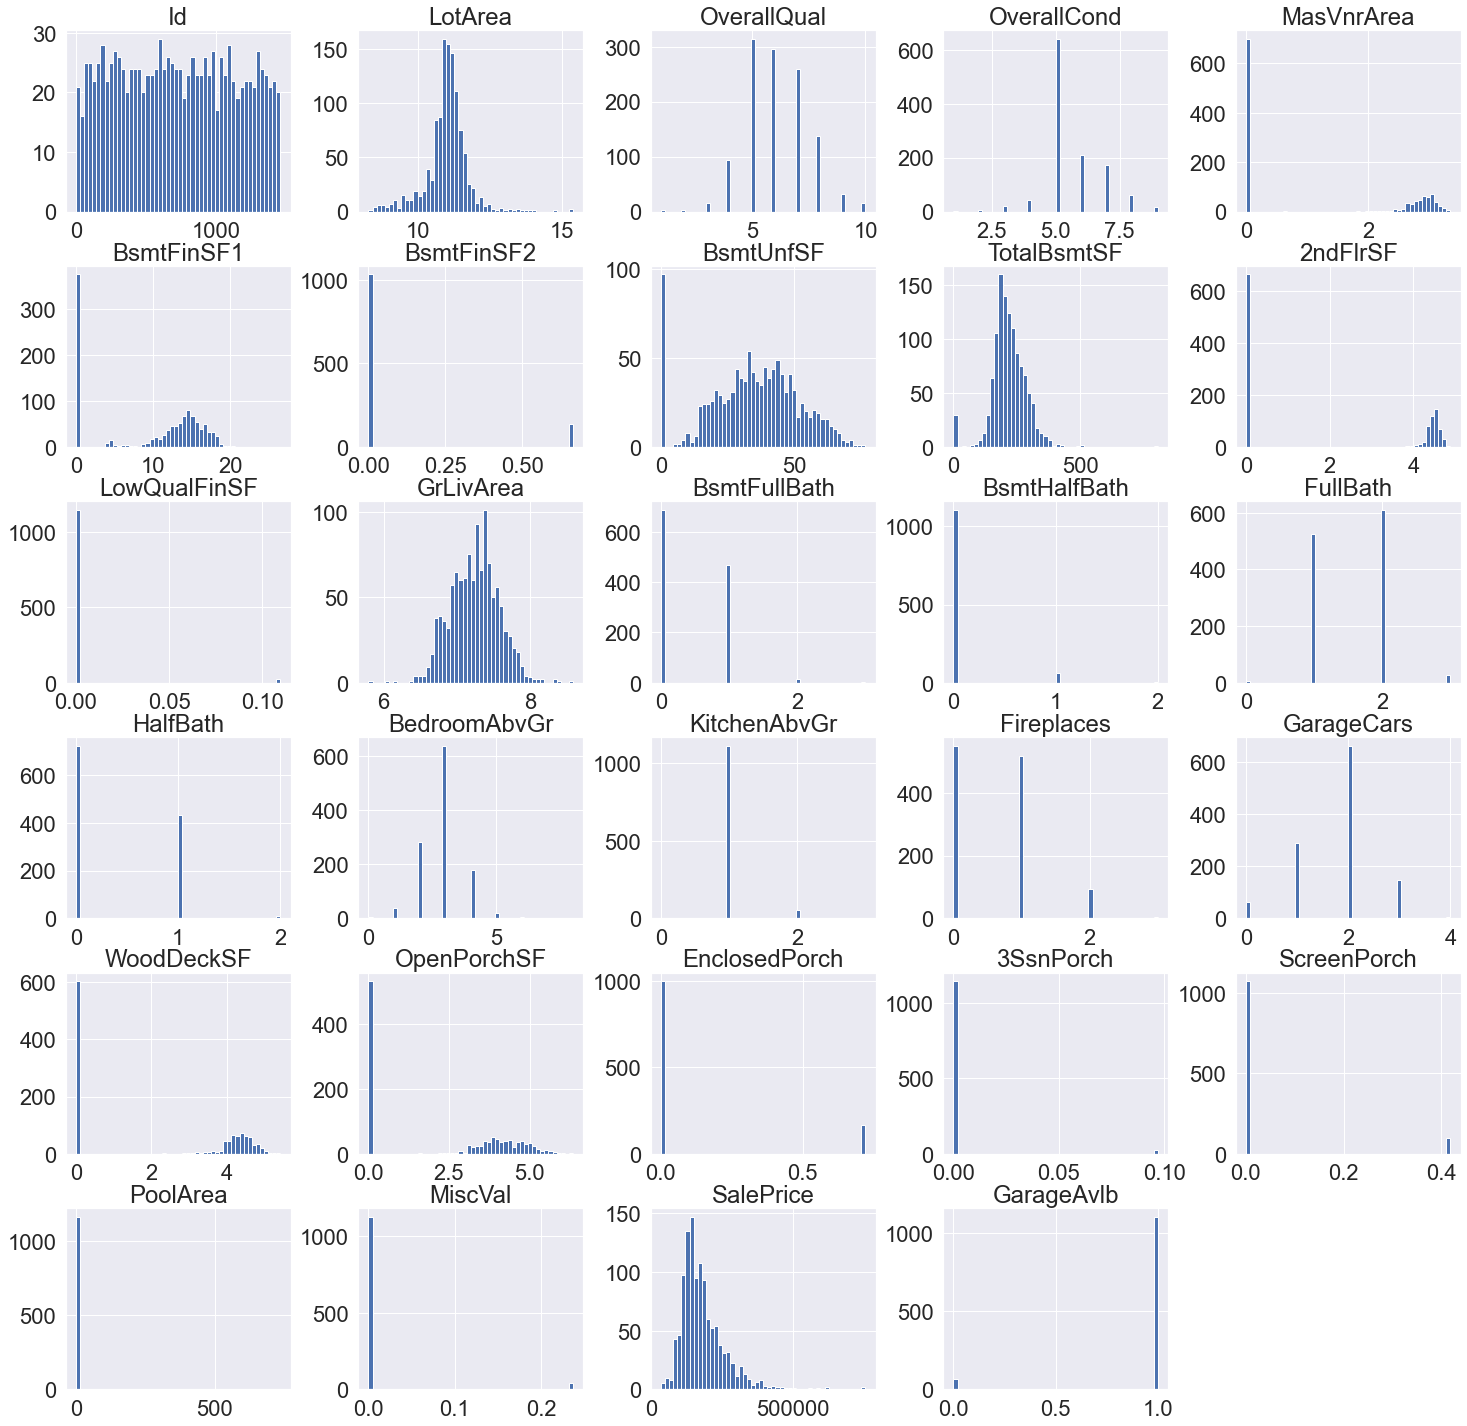 Id LotArea OverallQual OverallCond MasVnrArea
30 20 10 0
150 100 50 0
300 200 100 0
600 400 200 0
600 400 200 0
0 1000
10 15
5 10
2.5 5.0 7.5
0 2
BsmtFinSF1 BsmtFinSF2 BsmtUnfSF TotalBsmtSF 2ndFlrSF
300 200 100 0
1000 500 0
100 50 0
150 100 50 0
600 400 200 0
0 10 20
0.00 0.25 0.50
0 50
0 500
0 2 4
LowQualFinSF GrLivArea BsmtFullBath BsmtHalfBath FullBath
1000 500 0
100 50 0
600 400 200 0
1000 500 0
600 400 200 0
0.00 0.05 0.10
6 8
0 1 2
0 1 2
0 2
HalfBath BedroomAbvGr KitchenAbvGr Fireplaces GarageCars
600 400 200 0
600 400 200 0
1000 500 0
400 200 0
600 400 200 0
0 1 2
0 5
0 2
0 2
0 2 4
WoodDeckSF OpenPorchSF EnclosedPorch 3SsnPorch ScreenPorch
600 400 200 0
400 200 0
1000 500 0
1000 500 0
1000 500 0
0 2 4
0.0 2.5 5.0
0.0 0.5
0.00 0.05 0.10
0.0 0.2 0.4
PoolArea MiscVal SalePrice GarageAvlb
1000 500 0
1000 500 0
150 100 50 0
1000 500 0
0 500
0.0 0.1 0.2
0 500000
0.0 0.5 1.0